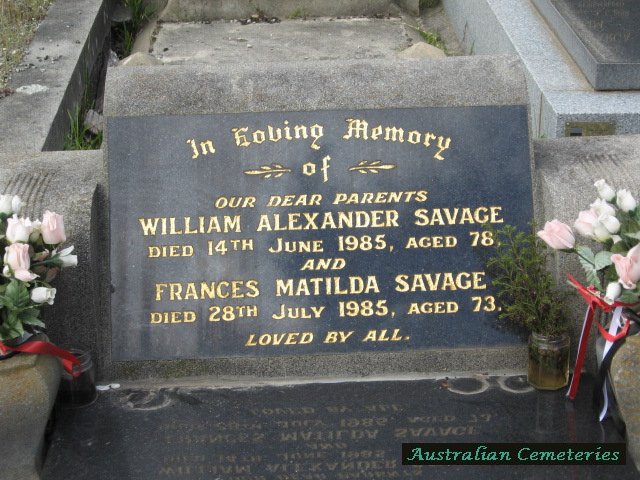 In Loving Memory
of
OUR DEAR PARENTS
WILLIAM ALEXANDER SAVAGE
DIED 14TH JUNE 1985, AGED 78.
AND
FRANCES MATILDA SAVAGE
DIED 28TH JULY 1985, AGED 73.
LOVED BY ALL.
Australian Cemeteries